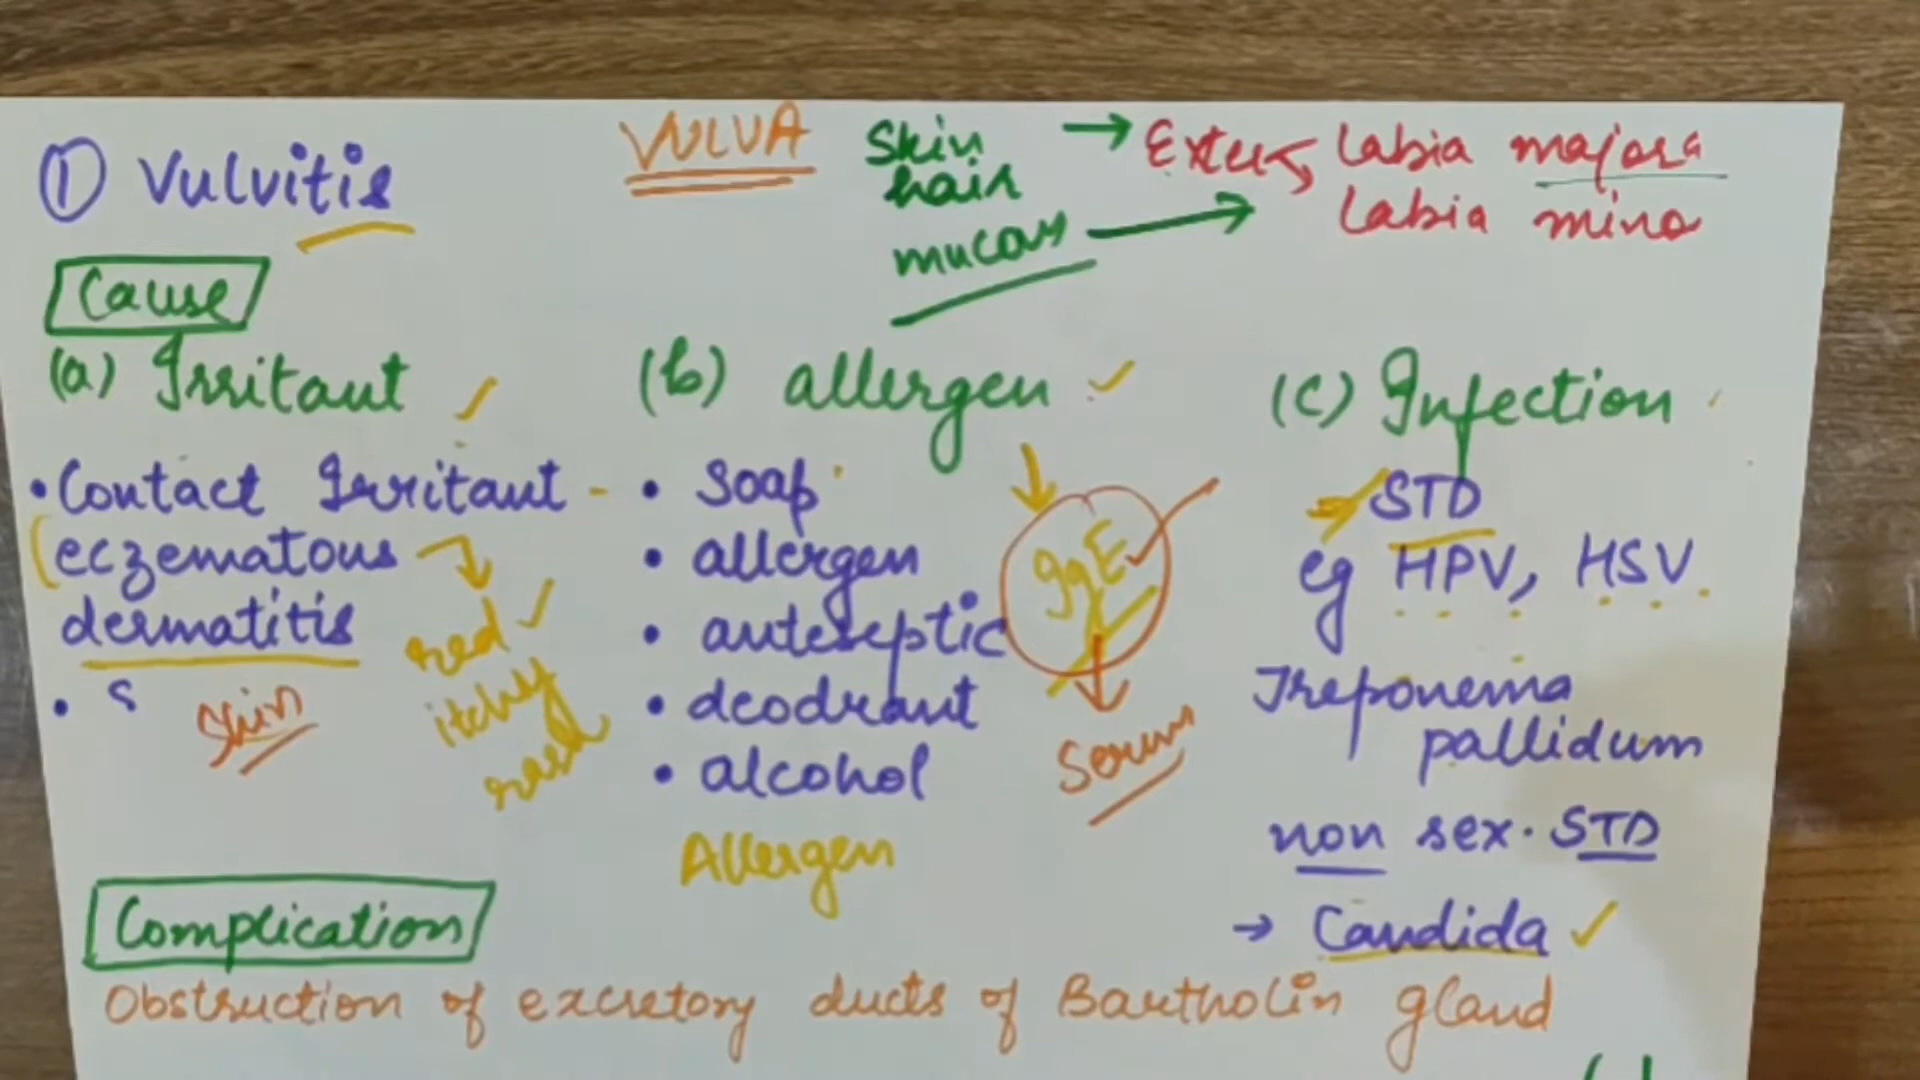 ① Vulvitis
VULVA
Skin → Exter Labia majora
hair Labia mino
mucos
Cause
(a) Irritant
• Contact Irritant
(eczematous
dermatitis
• S
Skin
red
itchy
rash
(b) allergen
• soap
• allergen
• anteseptic
• deodrant
• alcohol
Allergen
IgE
Serum
(c) Infection
STD
eg HPV, HSV
Treponema
pallidum
non sex. STD
→ Candida
Complication
Obstruction of excretory ducts of Bartholin gland